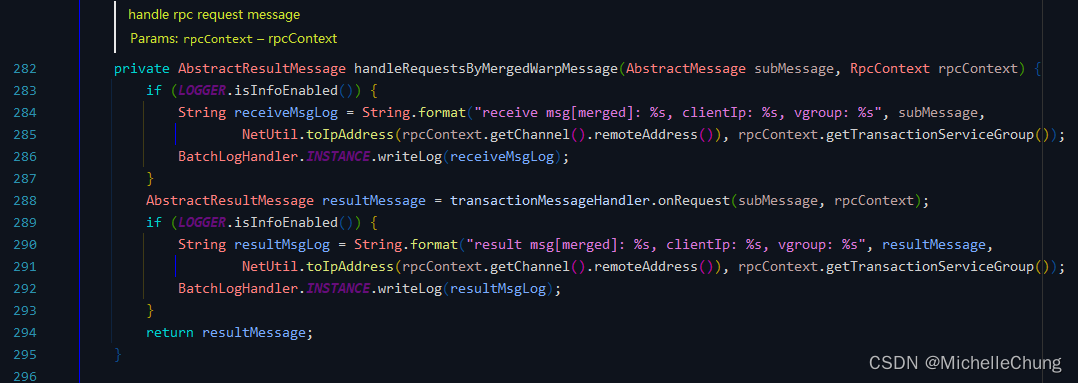 handle rpc request message
Params: rpcContext – rpcContext
282 private AbstractResultMessage handleRequestsByMergedWarpMessage(AbstractMessage subMessage, RpcContext rpcContext) {
283 if (LOGGER.isInfoEnabled()) {
284 String receiveMsgLog = String.format("receive msg[merged]: %s, clientIp: %s, vgroup: %s", subMessage,
285 NetUtil.toIpAddress(rpcContext.getChannel().remoteAddress()), rpcContext.getTransactionServiceGroup());
286 BatchLogHandler.INSTANCE.writeLog(receiveMsgLog);
287 }
288 AbstractResultMessage resultMessage = transactionMessageHandler.onRequest(subMessage, rpcContext);
289 if (LOGGER.isInfoEnabled()) {
290 String resultMsgLog = String.format("result msg[merged]: %s, clientIp: %s, vgroup: %s", resultMessage,
291 NetUtil.toIpAddress(rpcContext.getChannel().remoteAddress()), rpcContext.getTransactionServiceGroup());
292 BatchLogHandler.INSTANCE.writeLog(resultMsgLog);
293 }
294 return resultMessage;
295 }
296
CSDN @MichelleChung